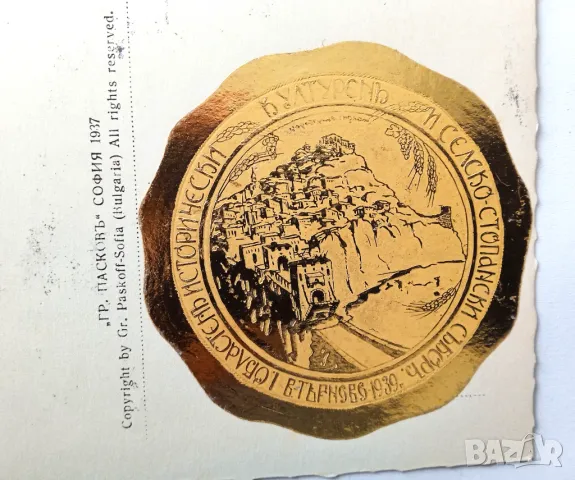 „ГР. ПАСКОВЪ“ СОФИЯ 1937
Copyright by Gr. Paskoff-Sofia (Bulgaria) All rights reserved.
I ОБЛАСТЕНЪ ИСТОРИЧЕСКИ КУЛТУРЕНЪ И СЕЛСКО-СТОПАНСКИ СЪБОРЪ
В. ТЪРНОВО 1939
BAZAR